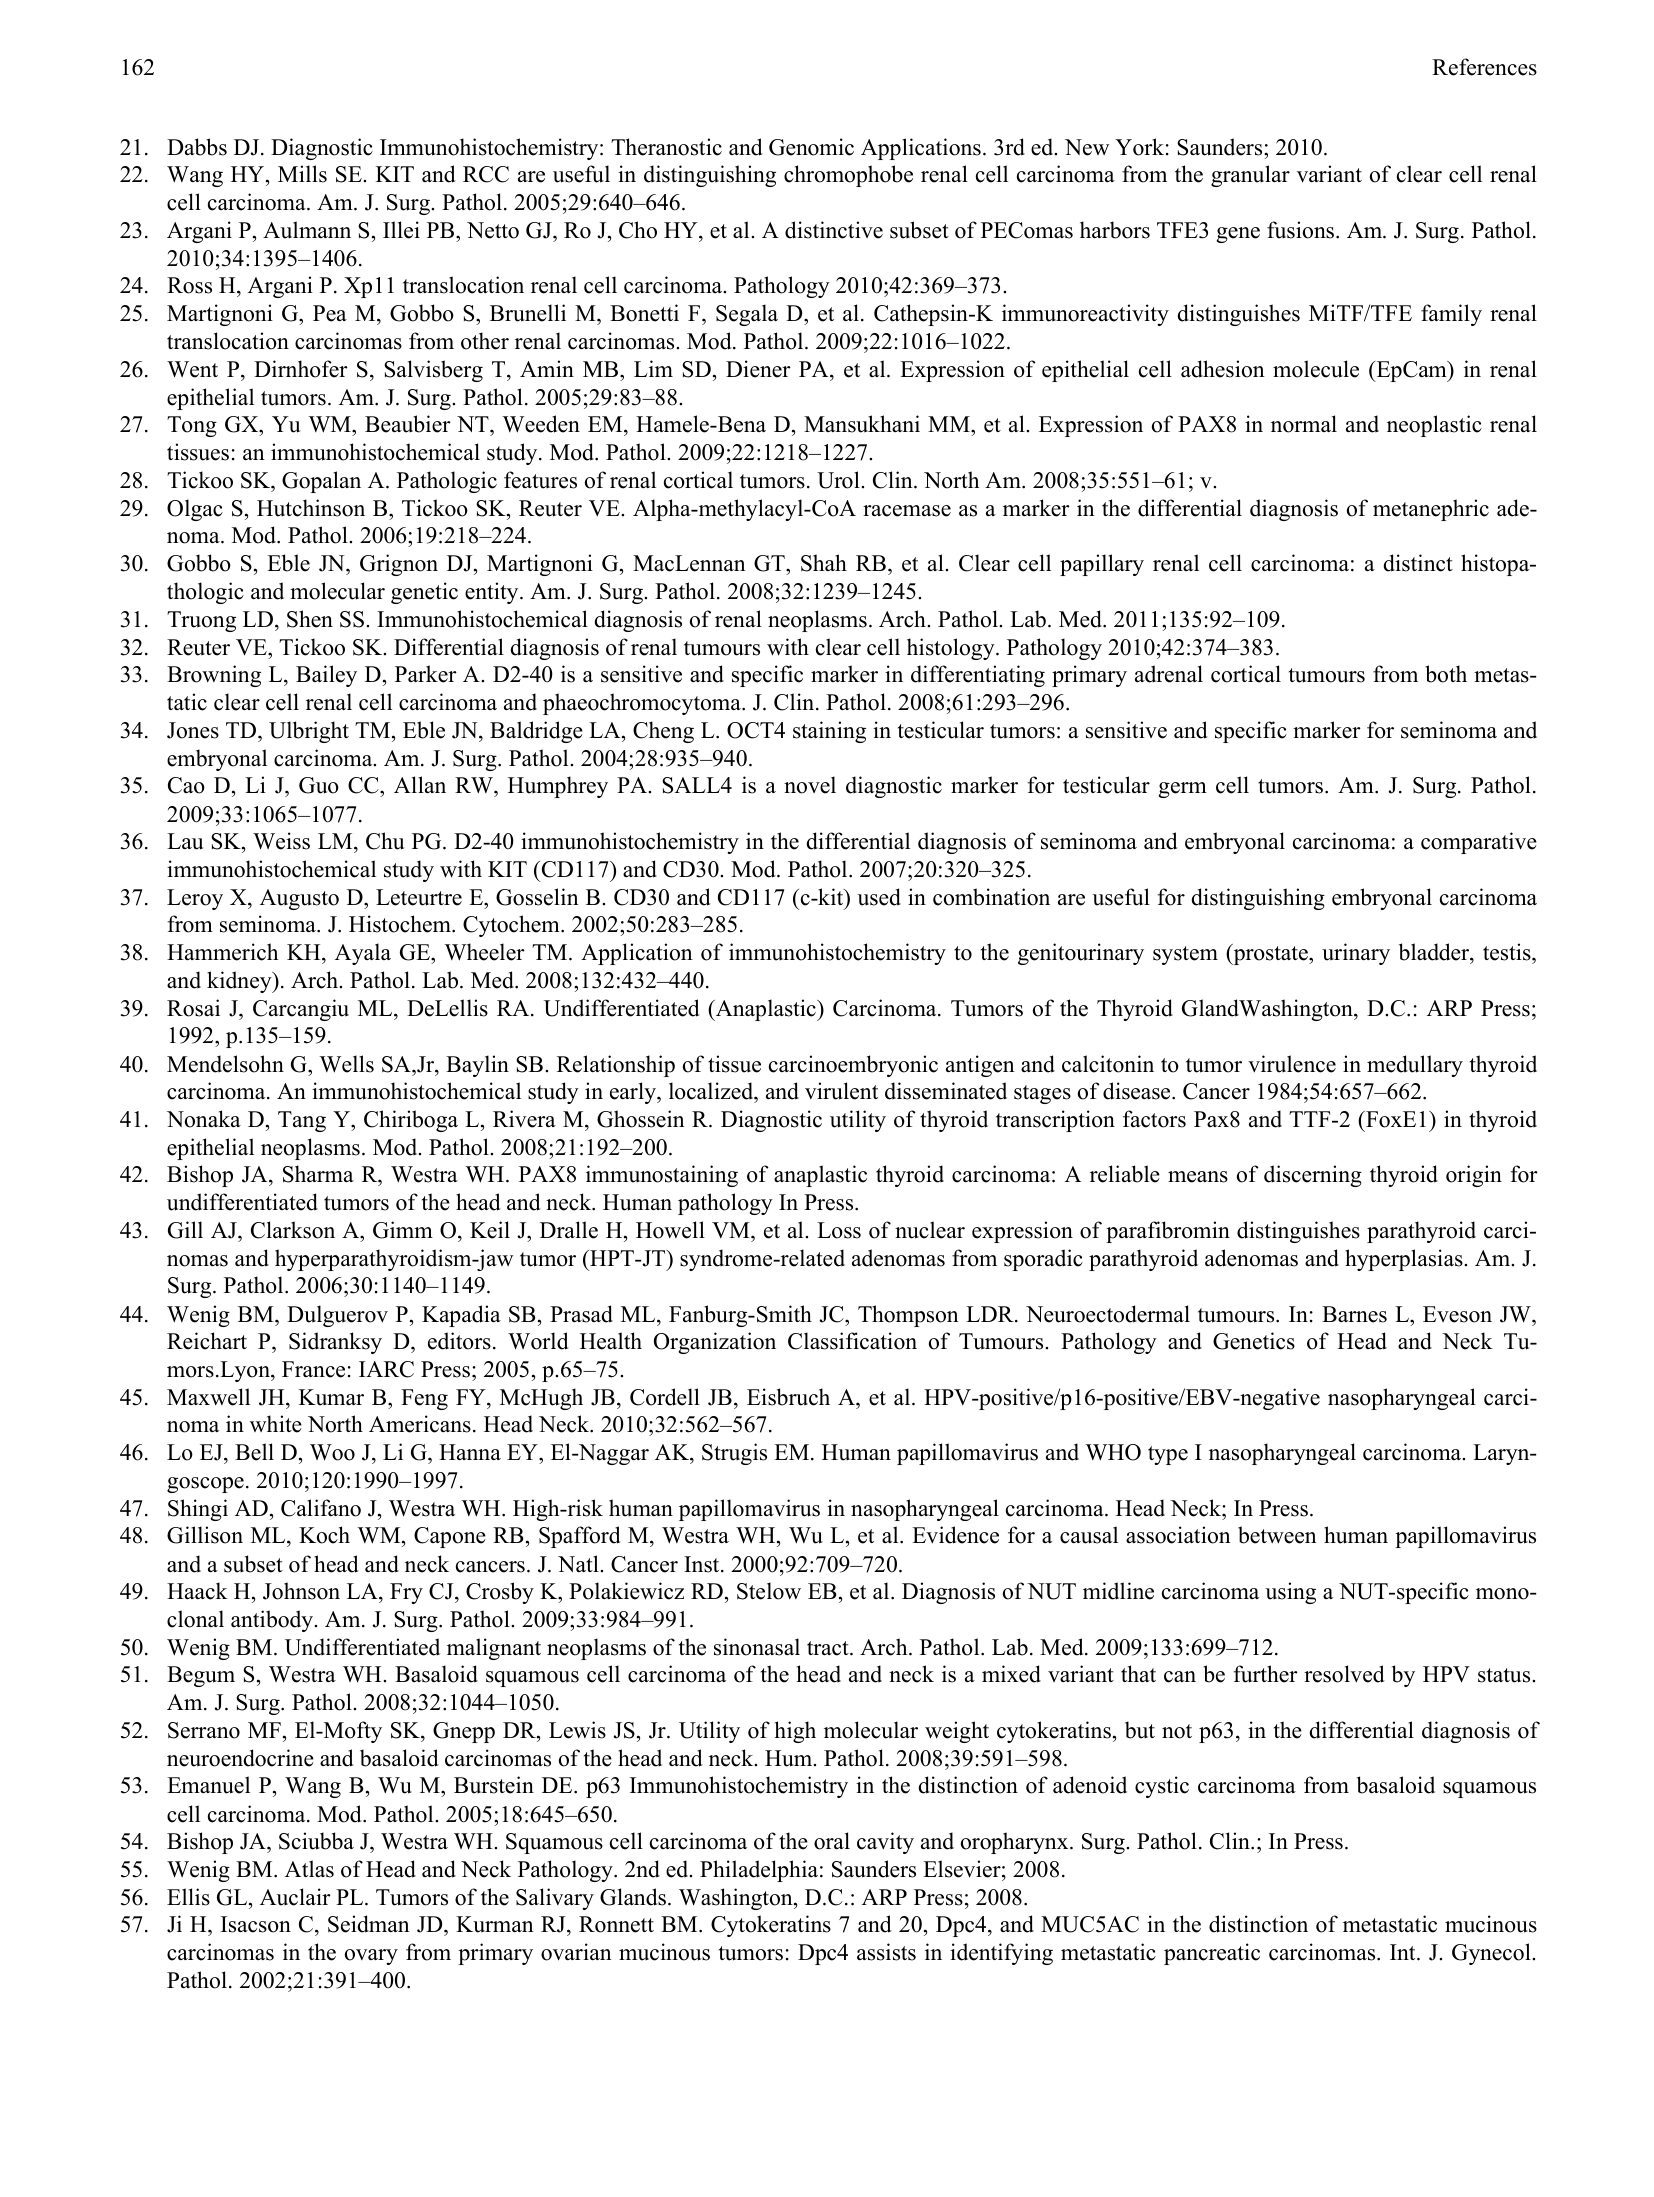 162
References
21. Dabbs DJ. Diagnostic Immunohistochemistry: Theranostic and Genomic Applications. 3rd ed. New York: Saunders; 2010.
22. Wang HY, Mills SE. KIT and RCC are useful in distinguishing chromophobe renal cell carcinoma from the granular variant of clear cell renal
cell carcinoma. Am. J. Surg. Pathol. 2005;29:640–646.
23. Argani P, Aulmann S, Illei PB, Netto GJ, Ro J, Cho HY, et al. A distinctive subset of PEComas harbors TFE3 gene fusions. Am. J. Surg. Pathol.
2010;34:1395–1406.
24. Ross H, Argani P. Xp11 translocation renal cell carcinoma. Pathology 2010;42:369–373.
25. Martignoni G, Pea M, Gobbo S, Brunelli M, Bonetti F, Segala D, et al. Cathepsin-K immunoreactivity distinguishes MiTF/TFE family renal
translocation carcinomas from other renal carcinomas. Mod. Pathol. 2009;22:1016–1022.
26. Went P, Dirnhofer S, Salvisberg T, Amin MB, Lim SD, Diener PA, et al. Expression of epithelial cell adhesion molecule (EpCam) in renal
epithelial tumors. Am. J. Surg. Pathol. 2005;29:83–88.
27. Tong GX, Yu WM, Beaubier NT, Weeden EM, Hamele-Bena D, Mansukhani MM, et al. Expression of PAX8 in normal and neoplastic renal
tissues: an immunohistochemical study. Mod. Pathol. 2009;22:1218–1227.
28. Tickoo SK, Gopalan A. Pathologic features of renal cortical tumors. Urol. Clin. North Am. 2008;35:551–61; v.
29. Olgac S, Hutchinson B, Tickoo SK, Reuter VE. Alpha-methylacyl-CoA racemase as a marker in the differential diagnosis of metanephric ade-
noma. Mod. Pathol. 2006;19:218–224.
30. Gobbo S, Eble JN, Grignon DJ, Martignoni G, MacLennan GT, Shah RB, et al. Clear cell papillary renal cell carcinoma: a distinct histopa-
thologic and molecular genetic entity. Am. J. Surg. Pathol. 2008;32:1239–1245.
31. Truong LD, Shen SS. Immunohistochemical diagnosis of renal neoplasms. Arch. Pathol. Lab. Med. 2011;135:92–109.
32. Reuter VE, Tickoo SK. Differential diagnosis of renal tumours with clear cell histology. Pathology 2010;42:374–383.
33. Browning L, Bailey D, Parker A. D2-40 is a sensitive and specific marker in differentiating primary adrenal cortical tumours from both metas-
tatic clear cell renal cell carcinoma and phaeochromocytoma. J. Clin. Pathol. 2008;61:293–296.
34. Jones TD, Ulbright TM, Eble JN, Baldridge LA, Cheng L. OCT4 staining in testicular tumors: a sensitive and specific marker for seminoma and
embryonal carcinoma. Am. J. Surg. Pathol. 2004;28:935–940.
35. Cao D, Li J, Guo CC, Allan RW, Humphrey PA. SALL4 is a novel diagnostic marker for testicular germ cell tumors. Am. J. Surg. Pathol.
2009;33:1065–1077.
36. Lau SK, Weiss LM, Chu PG. D2-40 immunohistochemistry in the differential diagnosis of seminoma and embryonal carcinoma: a comparative
immunohistochemical study with KIT (CD117) and CD30. Mod. Pathol. 2007;20:320–325.
37. Leroy X, Augusto D, Leteurtre E, Gosselin B. CD30 and CD117 (c-kit) used in combination are useful for distinguishing embryonal carcinoma
from seminoma. J. Histochem. Cytochem. 2002;50:283–285.
38. Hammerich KH, Ayala GE, Wheeler TM. Application of immunohistochemistry to the genitourinary system (prostate, urinary bladder, testis,
and kidney). Arch. Pathol. Lab. Med. 2008;132:432–440.
39. Rosai J, Carcangiu ML, DeLellis RA. Undifferentiated (Anaplastic) Carcinoma. Tumors of the Thyroid GlandWashington, D.C.: ARP Press;
1992, p.135–159.
40. Mendelsohn G, Wells SA,Jr, Baylin SB. Relationship of tissue carcinoembryonic antigen and calcitonin to tumor virulence in medullary thyroid
carcinoma. An immunohistochemical study in early, localized, and virulent disseminated stages of disease. Cancer 1984;54:657–662.
41. Nonaka D, Tang Y, Chiriboga L, Rivera M, Ghossein R. Diagnostic utility of thyroid transcription factors Pax8 and TTF-2 (FoxE1) in thyroid
epithelial neoplasms. Mod. Pathol. 2008;21:192–200.
42. Bishop JA, Sharma R, Westra WH. PAX8 immunostaining of anaplastic thyroid carcinoma: A reliable means of discerning thyroid origin for
undifferentiated tumors of the head and neck. Human pathology In Press.
43. Gill AJ, Clarkson A, Gimm O, Keil J, Dralle H, Howell VM, et al. Loss of nuclear expression of parafibromin distinguishes parathyroid carci-
nomas and hyperparathyroidism-jaw tumor (HPT-JT) syndrome-related adenomas from sporadic parathyroid adenomas and hyperplasias. Am. J.
Surg. Pathol. 2006;30:1140–1149.
44. Wenig BM, Dulguerov P, Kapadia SB, Prasad ML, Fanburg-Smith JC, Thompson LDR. Neuroectodermal tumours. In: Barnes L, Eveson JW,
Reichart P, Sidranksy D, editors. World Health Organization Classification of Tumours. Pathology and Genetics of Head and Neck Tu-
mors.Lyon, France: IARC Press; 2005, p.65–75.
45. Maxwell JH, Kumar B, Feng FY, McHugh JB, Cordell JB, Eisbruch A, et al. HPV-positive/p16-positive/EBV-negative nasopharyngeal carci-
noma in white North Americans. Head Neck. 2010;32:562–567.
46. Lo EJ, Bell D, Woo J, Li G, Hanna EY, El-Naggar AK, Strugis EM. Human papillomavirus and WHO type I nasopharyngeal carcinoma. Laryn-
goscope. 2010;120:1990–1997.
47. Shingi AD, Califano J, Westra WH. High-risk human papillomavirus in nasopharyngeal carcinoma. Head Neck; In Press.
48. Gillison ML, Koch WM, Capone RB, Spafford M, Westra WH, Wu L, et al. Evidence for a causal association between human papillomavirus
and a subset of head and neck cancers. J. Natl. Cancer Inst. 2000;92:709–720.
49. Haack H, Johnson LA, Fry CJ, Crosby K, Polakiewicz RD, Stelow EB, et al. Diagnosis of NUT midline carcinoma using a NUT-specific mono-
clonal antibody. Am. J. Surg. Pathol. 2009;33:984–991.
50. Wenig BM. Undifferentiated malignant neoplasms of the sinonasal tract. Arch. Pathol. Lab. Med. 2009;133:699–712.
51. Begum S, Westra WH. Basaloid squamous cell carcinoma of the head and neck is a mixed variant that can be further resolved by HPV status.
Am. J. Surg. Pathol. 2008;32:1044–1050.
52. Serrano MF, El-Mofty SK, Gnepp DR, Lewis JS, Jr. Utility of high molecular weight cytokeratins, but not p63, in the differential diagnosis of
neuroendocrine and basaloid carcinomas of the head and neck. Hum. Pathol. 2008;39:591–598.
53. Emanuel P, Wang B, Wu M, Burstein DE. p63 Immunohistochemistry in the distinction of adenoid cystic carcinoma from basaloid squamous
cell carcinoma. Mod. Pathol. 2005;18:645–650.
54. Bishop JA, Sciubba J, Westra WH. Squamous cell carcinoma of the oral cavity and oropharynx. Surg. Pathol. Clin.; In Press.
55. Wenig BM. Atlas of Head and Neck Pathology. 2nd ed. Philadelphia: Saunders Elsevier; 2008.
56. Ellis GL, Auclair PL. Tumors of the Salivary Glands. Washington, D.C.: ARP Press; 2008.
57. Ji H, Isacson C, Seidman JD, Kurman RJ, Ronnett BM. Cytokeratins 7 and 20, Dpc4, and MUC5AC in the distinction of metastatic mucinous
carcinomas in the ovary from primary ovarian mucinous tumors: Dpc4 assists in identifying metastatic pancreatic carcinomas. Int. J. Gynecol.
Pathol. 2002;21:391–400.